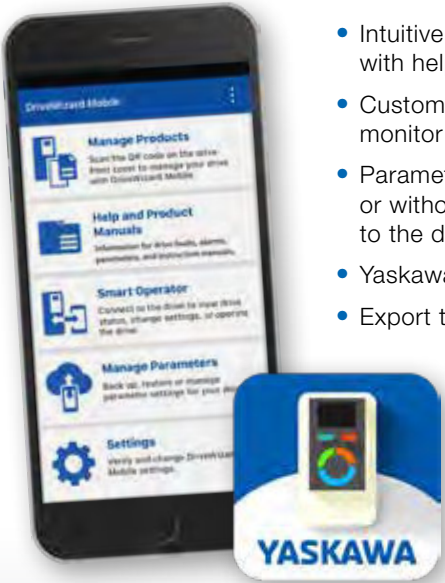 DriveWizard Mobile
Manage Products
Scan the QR code on the drive
front cover to manage your drive
with DriveWizard Mobile
Help and Product
Manuals
Information for drive faults, alarms,
parameters, and instruction manuals.
Smart Operator
Connect to the drive to view drive
status, change settings, or operate
the drive
Manage Parameters
Back up, restore or manage
parameter settings for your
Settings
Verify and change DriveWizard
Mobile settings.
• Intuitive
with hel
• Custom
monitor
• Paramet
or withou
to the d
• Yaskawa
• Export t
YASKAWA